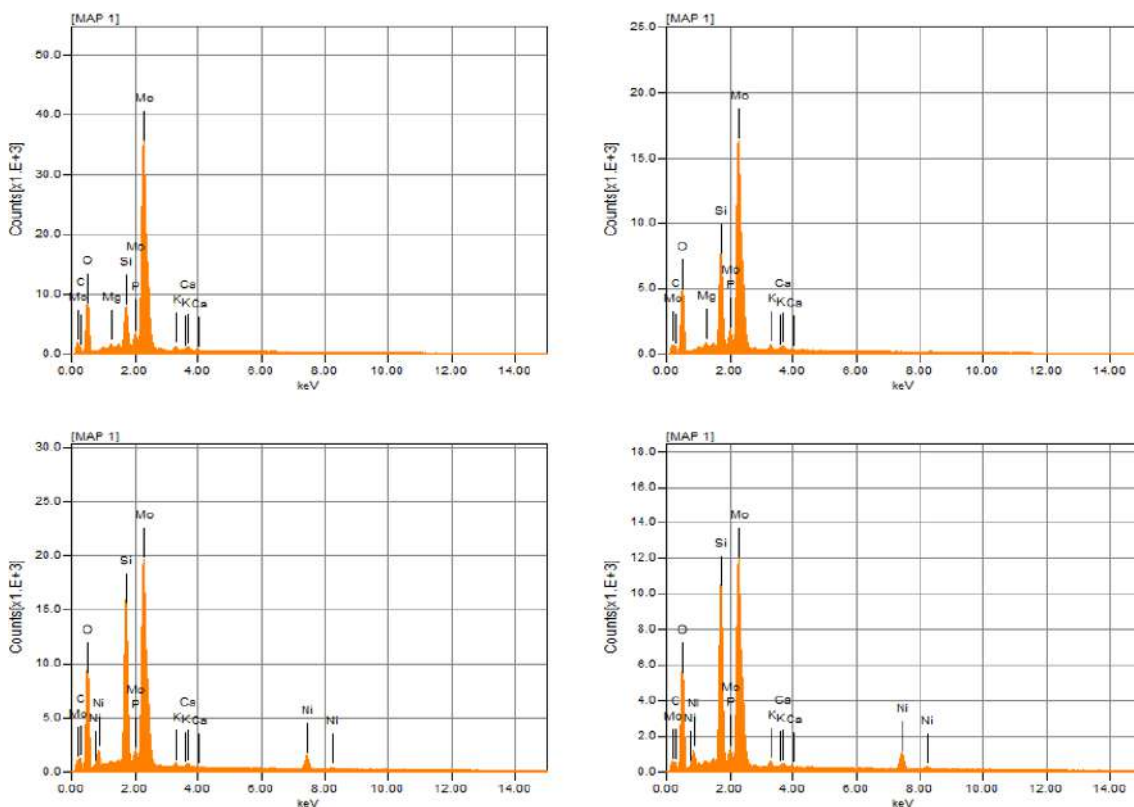 [MAP 1]
50.0
40.0
30.0
20.0
10.0
0.0
Counts[x1.E+3]
Mo
O
Si
Mo
P
C
Mo
Mg
K
Ca
K
Ca
0.00 2.00 4.00 6.00 8.00 10.00 12.00 14.00
keV
[MAP 1]
25.0
20.0
15.0
10.0
5.0
0.0
Counts[x1.E+3]
Mo
Si
O
Mo
P
C
Mo
Mg
K
Ca
K
Ca
0.00 2.00 4.00 6.00 8.00 10.00 12.00 14.00
keV
[MAP 1]
30.0
25.0
20.0
15.0
10.0
5.0
0.0
Counts[x1.E+3]
Mo
Si
O
Mo
P
C
Mo
Ni
Ni
K
Ca
K
Ca
Ni
Ni
0.00 2.00 4.00 6.00 8.00 10.00 12.00 14.00
keV
[MAP 1]
18.0
16.0
14.0
12.0
10.0
8.0
6.0
4.0
2.0
0.0
Counts[x1.E+3]
Mo
Si
O
Mo
P
C
Mo
Ni
Ni
K
Ca
K
Ca
Ni
Ni
0.00 2.00 4.00 6.00 8.00 10.00 12.00 14.00
keV